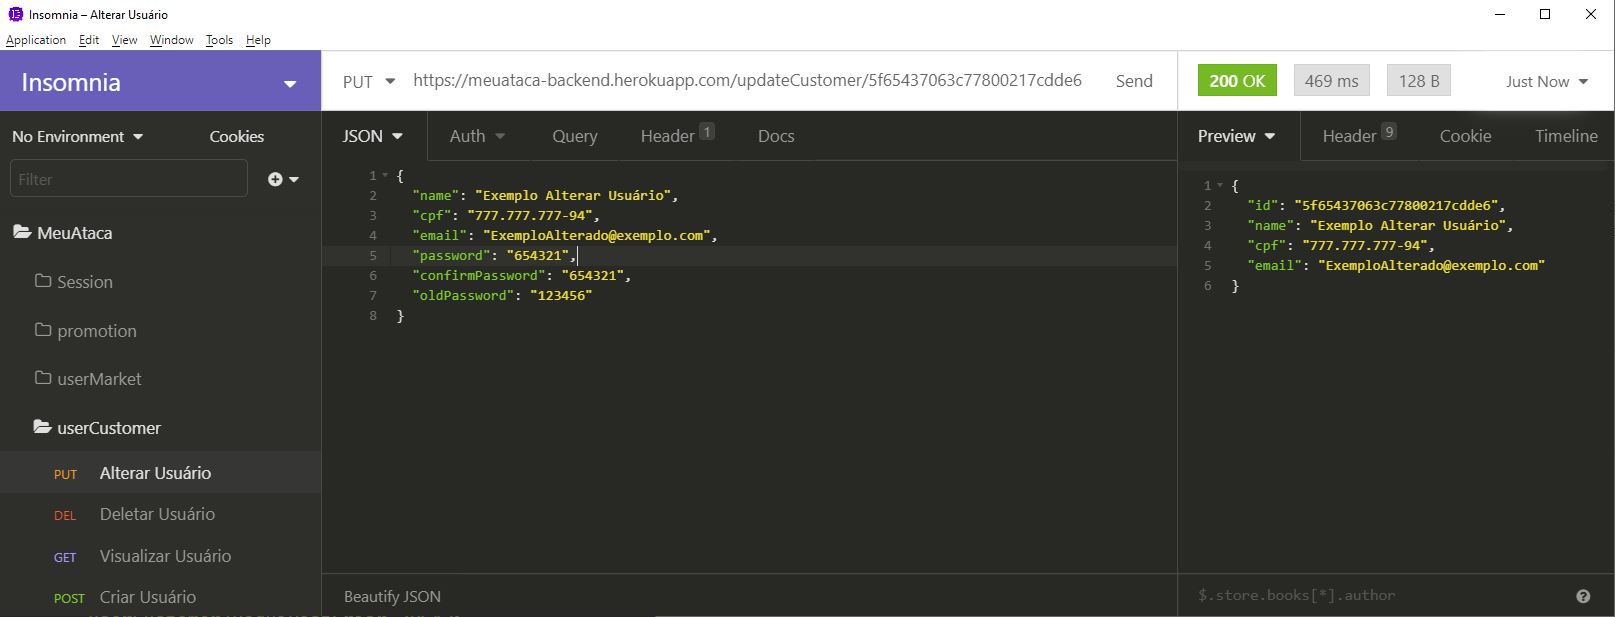 Insomnia – Alterar Usuário
Application Edit View Window Tools Help
Insomnia
PUT https://meuataca-backend.herokuapp.com/updateCustomer/5f65437063c77800217cdde6 Send
200 OK 469 ms 128 B Just Now
No Environment Cookies
Filter
MeuAtaca
Session
promotion
userMarket
userCustomer
PUT Alterar Usuário
DEL Deletar Usuário
GET Visualizar Usuário
POST Criar Usuário
JSON Auth Query Header 1 Docs
1 {
2 "name": "Exemplo Alterar Usuário",
3 "cpf": "777.777.777-94",
4 "email": "ExemploAlterado@exemplo.com",
5 "password": "654321",
6 "confirmPassword": "654321",
7 "oldPassword": "123456"
8 }
Beautify JSON
Preview Header 9 Cookie Timeline
1 {
2 "id": "5f65437063c77800217cdde6",
3 "name": "Exemplo Alterar Usuário",
4 "cpf": "777.777.777-94",
5 "email": "ExemploAlterado@exemplo.com"
6 }
$.store.books[*].author